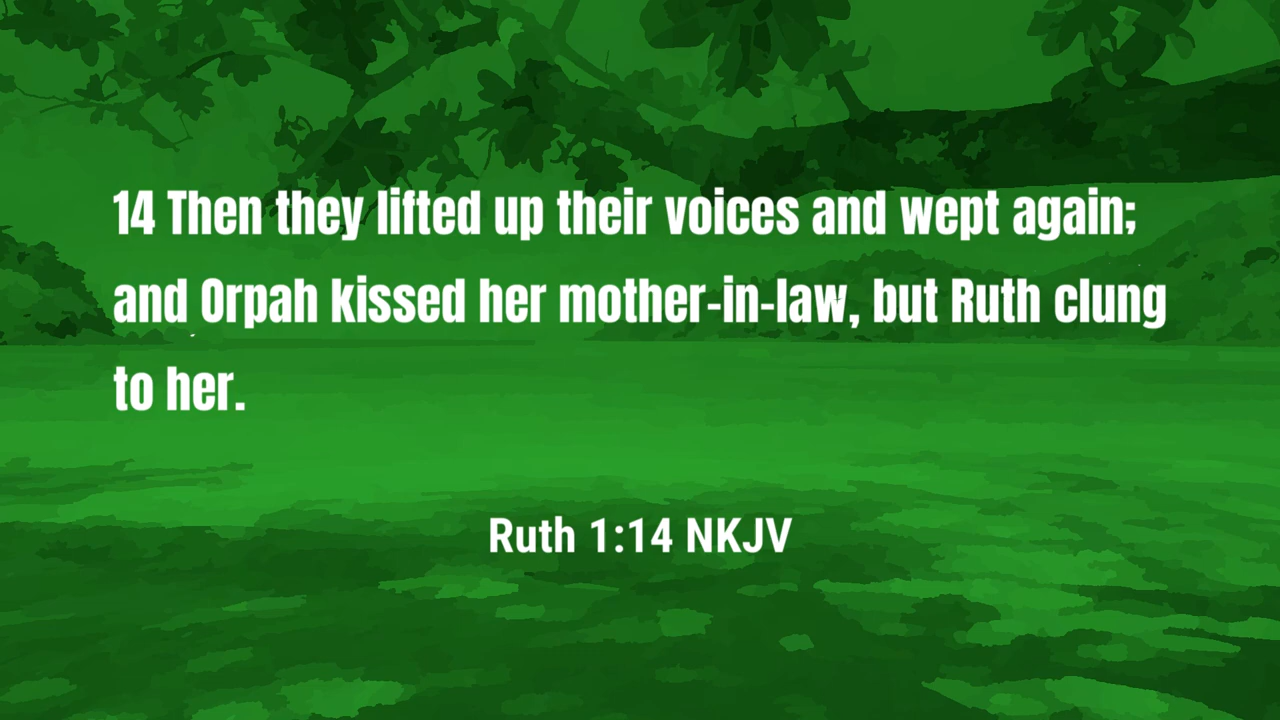 14 Then they lifted up their voices and wept again;
and Orpah kissed her mother-in-law, but Ruth clung
to her.
Ruth 1:14 NKJV